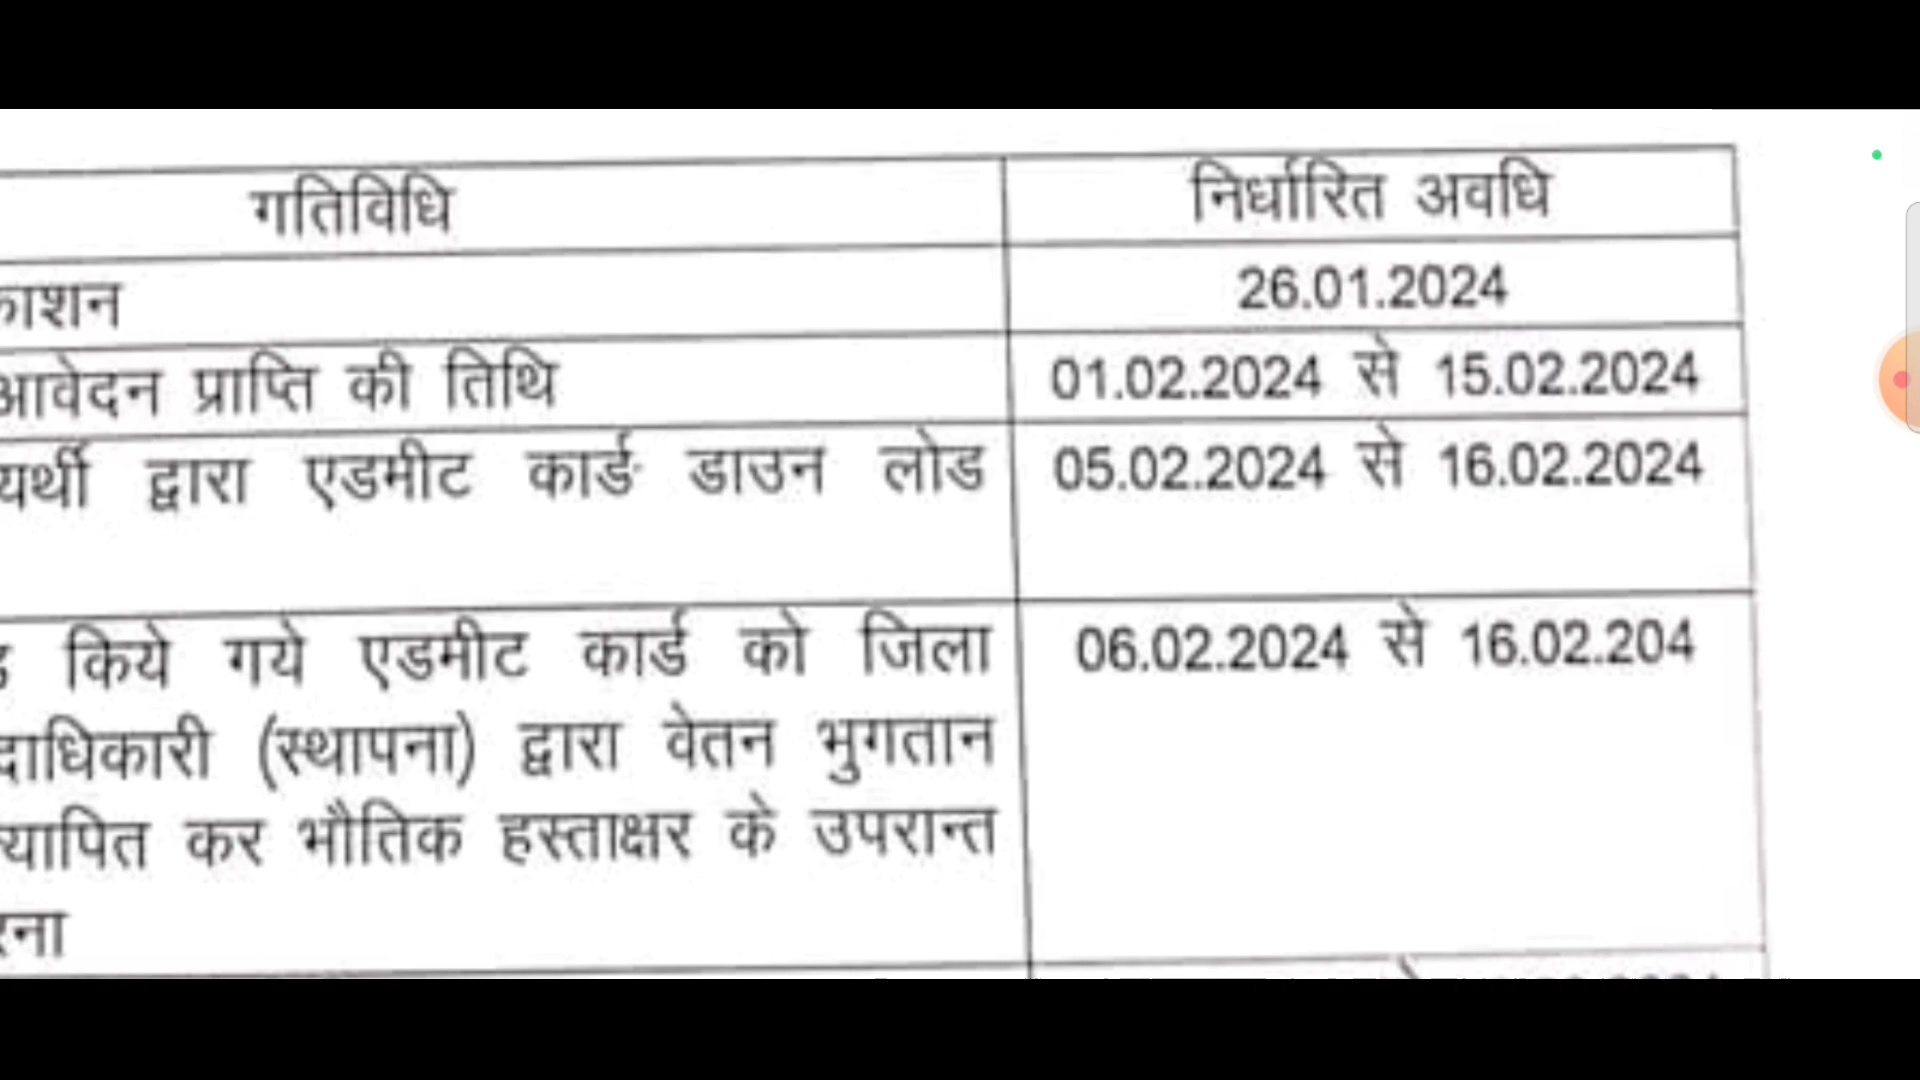 गतिविधि निर्धारित अवधि
काशन 26.01.2024
आवेदन प्राप्ति की तिथि 01.02.2024 से 15.02.2024
यर्थी द्वारा एडमीट कार्ड डाउन लोड 05.02.2024 से 16.02.2024
किये गये एडमीट कार्ड को जिला 06.02.2024 से 16.02.204
दाधिकारी (स्थापना) द्वारा वेतन भुगतान
यापित कर भौतिक हस्ताक्षर के उपरान्त
रना